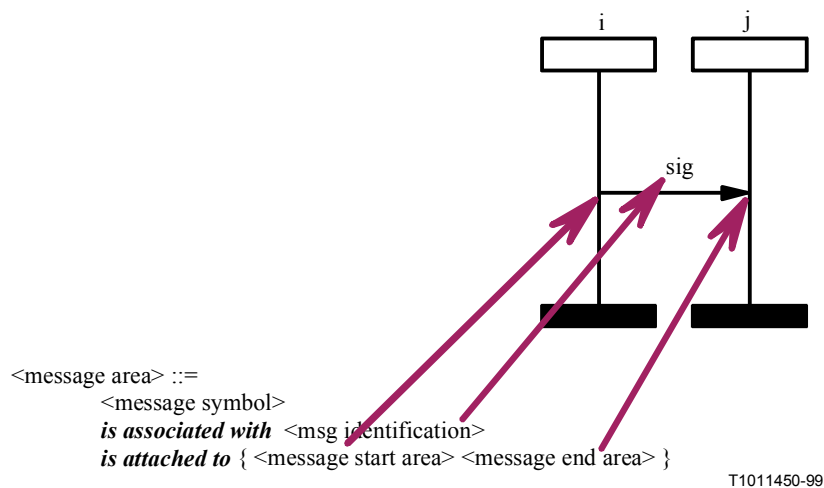 i j
sig
<message area> ::=
<message symbol>
is associated with <msg identification>
is attached to { <message start area> <message end area> }
T1011450-99